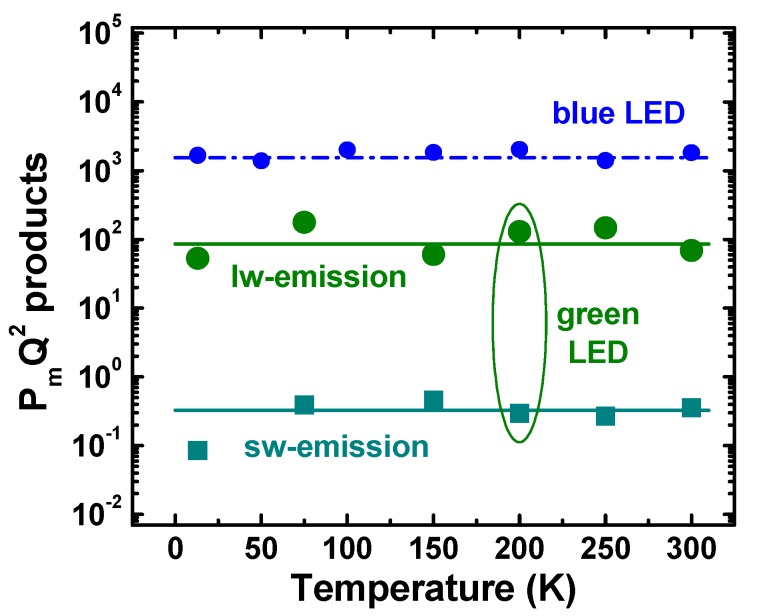 10^5
10^4
10^3
10^2
10^1
10^0
10^-1
10^-2
P_m Q^2 products
blue LED
lw-emission
green
LED
sw-emission
0 50 100 150 200 250 300
Temperature (K)